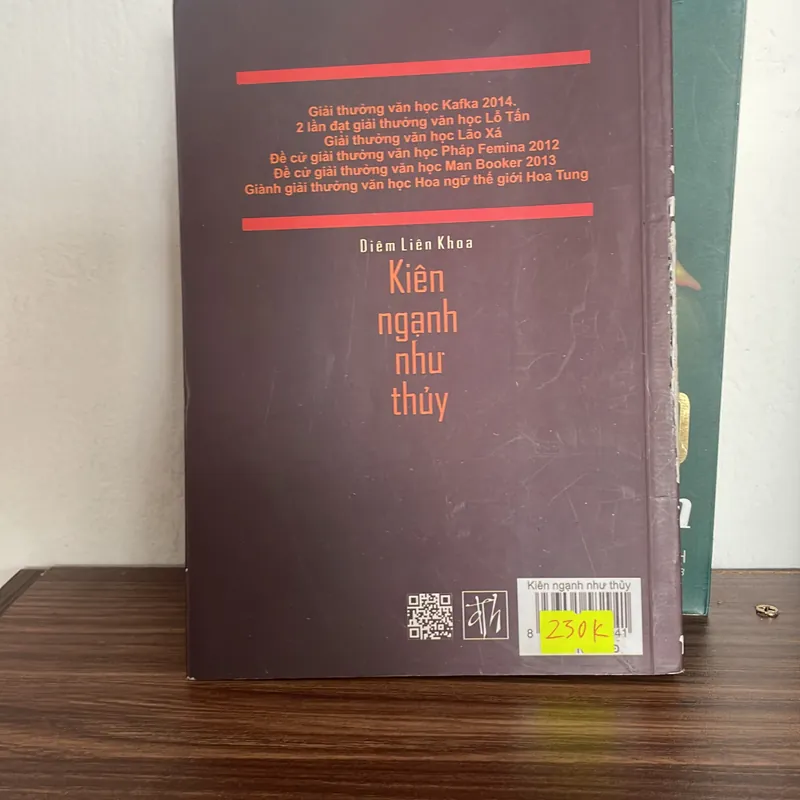 Giải thưởng văn học Kafka 2014.
2 lần đạt giải thưởng văn học Lỗ Tấn
Giải thưởng văn học Lão Xá
Đề cử giải thưởng văn học Pháp Femina 2012
Đề cử giải thưởng văn học Man Booker 2013
Giành giải thưởng văn học Hoa ngữ thế giới Hoa Tung
Diêm Liên Khoa
Kiên
ngạnh
như
thủy
Kiên ngạnh như thủy
8
41
230K